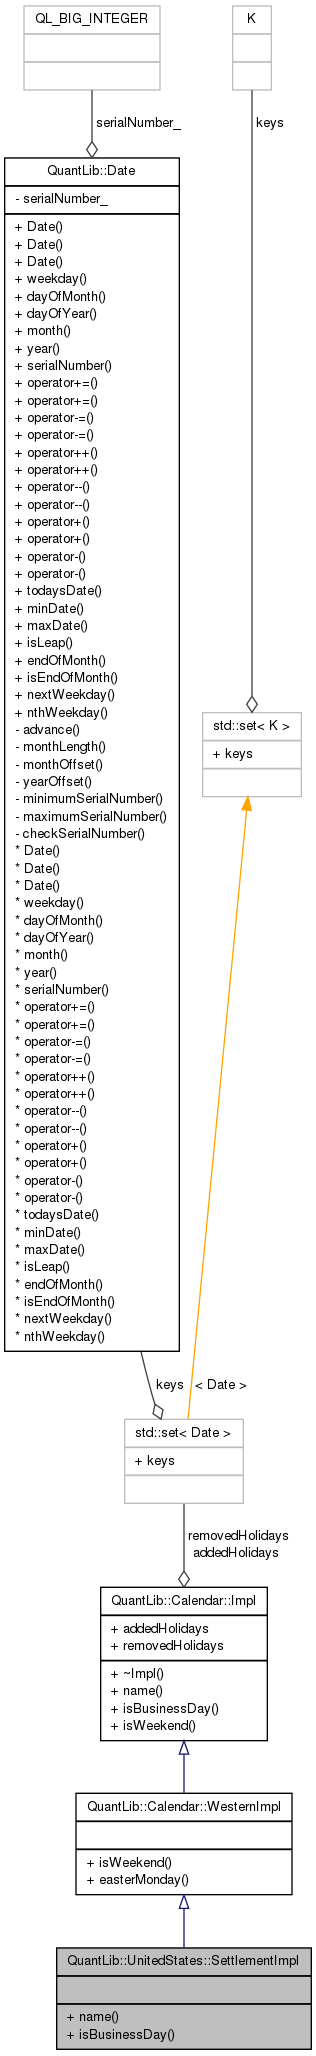 QL_BIG_INTEGER
K
serialNumber_
keys
QuantLib::Date
- serialNumber_
+ Date()
+ Date()
+ Date()
+ weekday()
+ dayOfMonth()
+ dayOfYear()
+ month()
+ year()
+ serialNumber()
+ operator+=()
+ operator+=()
+ operator-=()
+ operator-=()
+ operator++()
+ operator++()
+ operator--()
+ operator--()
+ operator+()
+ operator+()
+ operator-()
+ operator-()
+ todaysDate()
+ minDate()
+ maxDate()
+ isLeap()
+ endOfMonth()
+ isEndOfMonth()
+ nextWeekday()
+ nthWeekday()
- advance()
- monthLength()
- monthOffset()
- yearOffset()
- minimumSerialNumber()
- maximumSerialNumber()
- checkSerialNumber()
* Date()
* Date()
* Date()
* weekday()
* dayOfMonth()
* dayOfYear()
* month()
* year()
* serialNumber()
* operator+=()
* operator+=()
* operator-=()
* operator-=()
* operator++()
* operator++()
* operator--()
* operator--()
* operator+()
* operator+()
* operator-()
* operator-()
* todaysDate()
* minDate()
* maxDate()
* isLeap()
* endOfMonth()
* isEndOfMonth()
* nextWeekday()
* nthWeekday()
std::set< K >
+ keys
keys
< Date >
std::set< Date >
+ keys
removedHolidays
addedHolidays
QuantLib::Calendar::Impl
+ addedHolidays
+ removedHolidays
+ ~Impl()
+ name()
+ isBusinessDay()
+ isWeekend()
QuantLib::Calendar::WesternImpl
+ isWeekend()
+ easterMonday()
QuantLib::UnitedStates::SettlementImpl
+ name()
+ isBusinessDay()